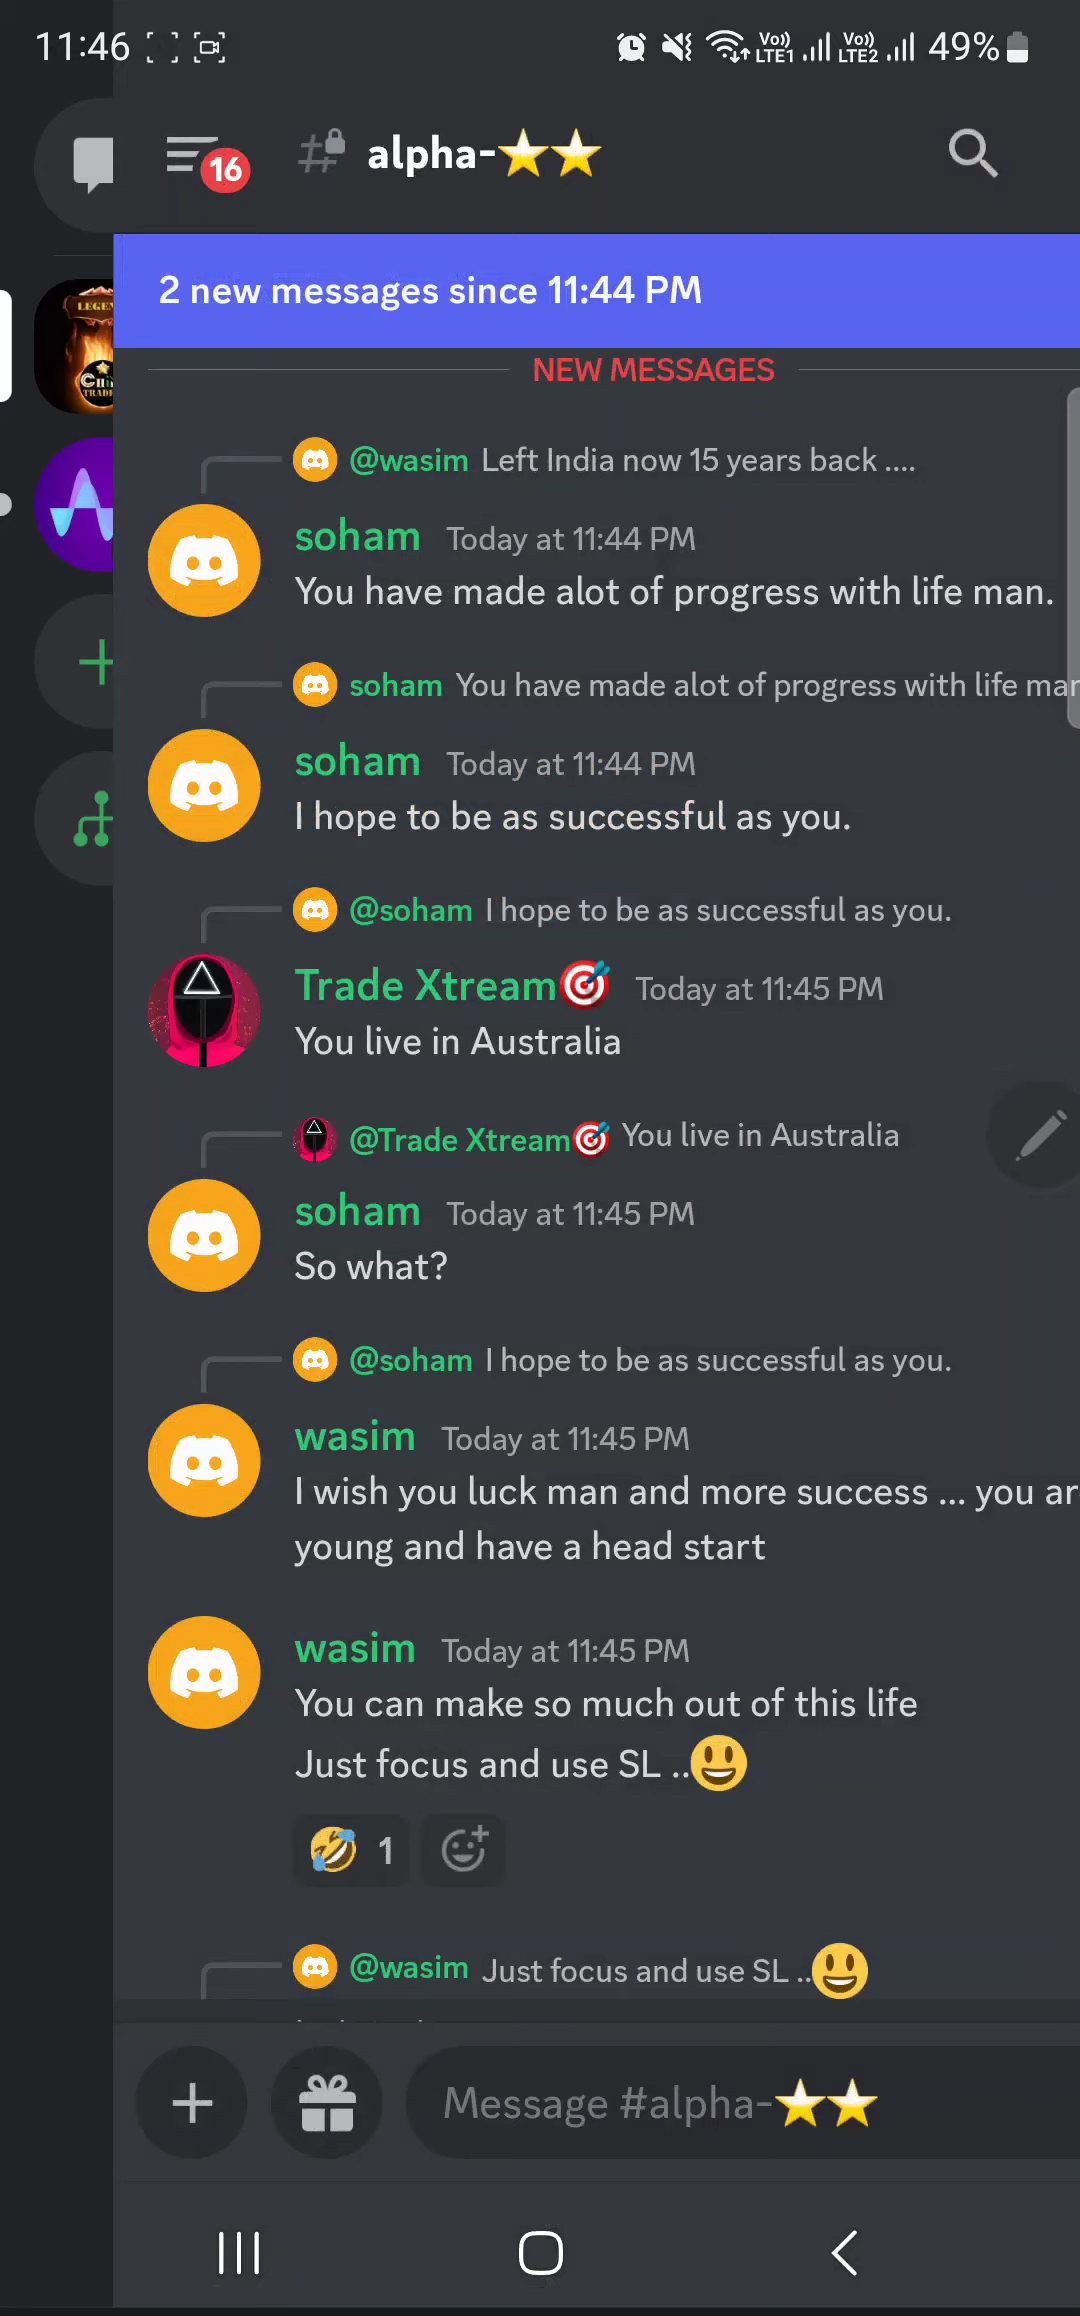 11:46 Vo)) LTE1 Vo)) LTE2 49%
16 alpha-⭐⭐
2 new messages since 11:44 PM
NEW MESSAGES
@wasim Left India now 15 years back ....
soham Today at 11:44 PM
You have made alot of progress with life man.
soham You have made alot of progress with life man
soham Today at 11:44 PM
I hope to be as successful as you.
@soham I hope to be as successful as you.
Trade Xtream🎯 Today at 11:45 PM
You live in Australia
@Trade Xtream🎯 You live in Australia
soham Today at 11:45 PM
So what?
@soham I hope to be as successful as you.
wasim Today at 11:45 PM
I wish you luck man and more success ... you ar
young and have a head start
wasim Today at 11:45 PM
You can make so much out of this life
Just focus and use SL ..😃
🤣 1
@wasim Just focus and use SL ..😃
Message #alpha-⭐⭐